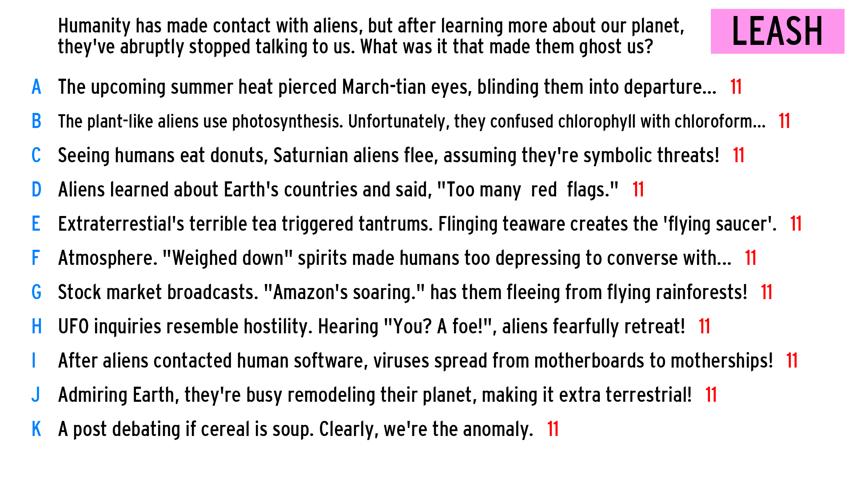 Humanity has made contact with aliens, but after learning more about our planet,
they've abruptly stopped talking to us. What was it that made them ghost us?
LEASH
A The upcoming summer heat pierced March-tian eyes, blinding them into departure... 11
B The plant-like aliens use photosynthesis. Unfortunately, they confused chlorophyll with chloroform... 11
C Seeing humans eat donuts, Saturnian aliens flee, assuming they're symbolic threats! 11
D Aliens learned about Earth's countries and said, "Too many red flags." 11
E Extraterrestial's terrible tea triggered tantrums. Flinging teaware creates the 'flying saucer'. 11
F Atmosphere. "Weighed down" spirits made humans too depressing to converse with... 11
G Stock market broadcasts. "Amazon's soaring." has them fleeing from flying rainforests! 11
H UFO inquiries resemble hostility. Hearing "You? A foe!", aliens fearfully retreat! 11
I After aliens contacted human software, viruses spread from motherboards to motherships! 11
J Admiring Earth, they're busy remodeling their planet, making it extra terrestrial! 11
K A post debating if cereal is soup. Clearly, we're the anomaly. 11